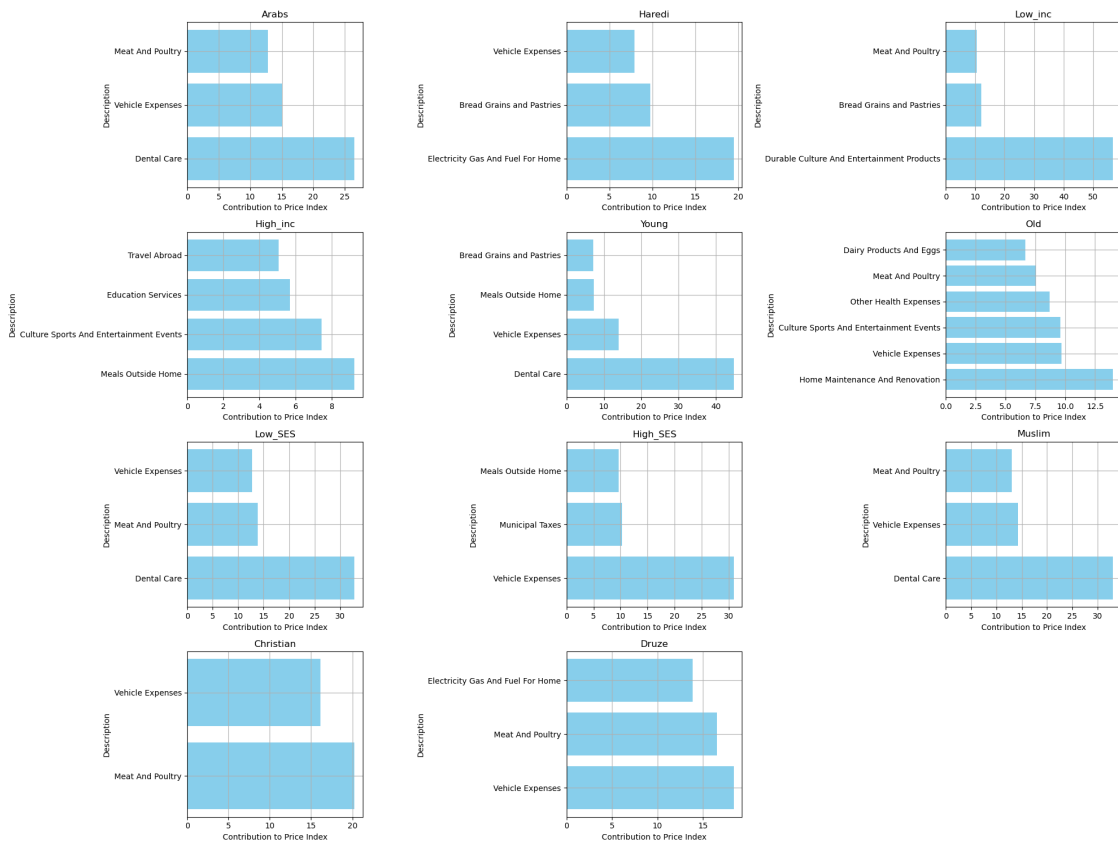 Arabs
Description
Meat And Poultry
Vehicle Expenses
Dental Care
0 5 10 15 20 25
Contribution to Price Index
Haredi
Description
Vehicle Expenses
Bread Grains and Pastries
Electricity Gas And Fuel For Home
0 5 10 15 20
Contribution to Price Index
Low_inc
Description
Meat And Poultry
Bread Grains and Pastries
Durable Culture And Entertainment Products
0 10 20 30 40 50
Contribution to Price Index
High_inc
Description
Travel Abroad
Education Services
Culture Sports And Entertainment Events
Meals Outside Home
0 2 4 6 8
Contribution to Price Index
Young
Description
Bread Grains and Pastries
Meals Outside Home
Vehicle Expenses
Dental Care
0 10 20 30 40
Contribution to Price Index
Old
Description
Dairy Products And Eggs
Meat And Poultry
Other Health Expenses
Culture Sports And Entertainment Events
Vehicle Expenses
Home Maintenance And Renovation
0.0 2.5 5.0 7.5 10.0 12.5
Contribution to Price Index
Low_SES
Description
Vehicle Expenses
Meat And Poultry
Dental Care
0 5 10 15 20 25 30
Contribution to Price Index
High_SES
Description
Meals Outside Home
Municipal Taxes
Vehicle Expenses
0 5 10 15 20 25 30
Contribution to Price Index
Muslim
Description
Meat And Poultry
Vehicle Expenses
Dental Care
0 5 10 15 20 25 30
Contribution to Price Index
Christian
Description
Vehicle Expenses
Meat And Poultry
0 5 10 15 20
Contribution to Price Index
Druze
Description
Electricity Gas And Fuel For Home
Meat And Poultry
Vehicle Expenses
0 5 10 15
Contribution to Price Index